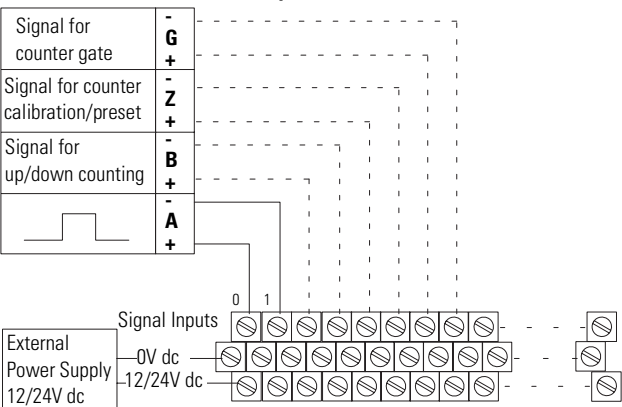 Signal for
counter gate
-
G
+
Signal for counter
calibration/preset
-
Z
+
Signal for
up/down counting
-
B
+
-
A
+
0 1
Signal Inputs
External
Power Supply
12/24V dc
0V dc
12/24V dc